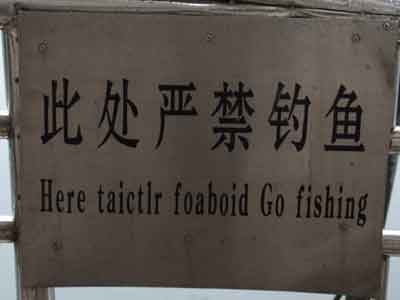 此处严禁钓鱼
Here taictlr foaboid Go fishing